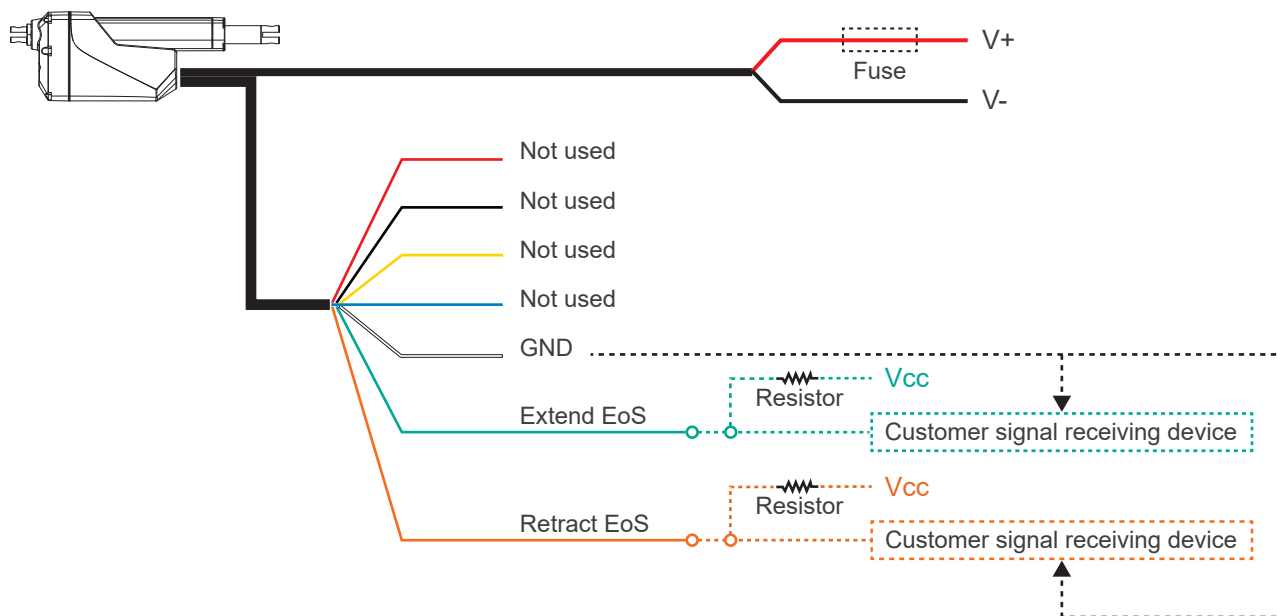 V+
Fuse
V-
Not used
Not used
Not used
Not used
GND
Vcc
Resistor
Extend EoS
Customer signal receiving device
Vcc
Resistor
Retract EoS
Customer signal receiving device